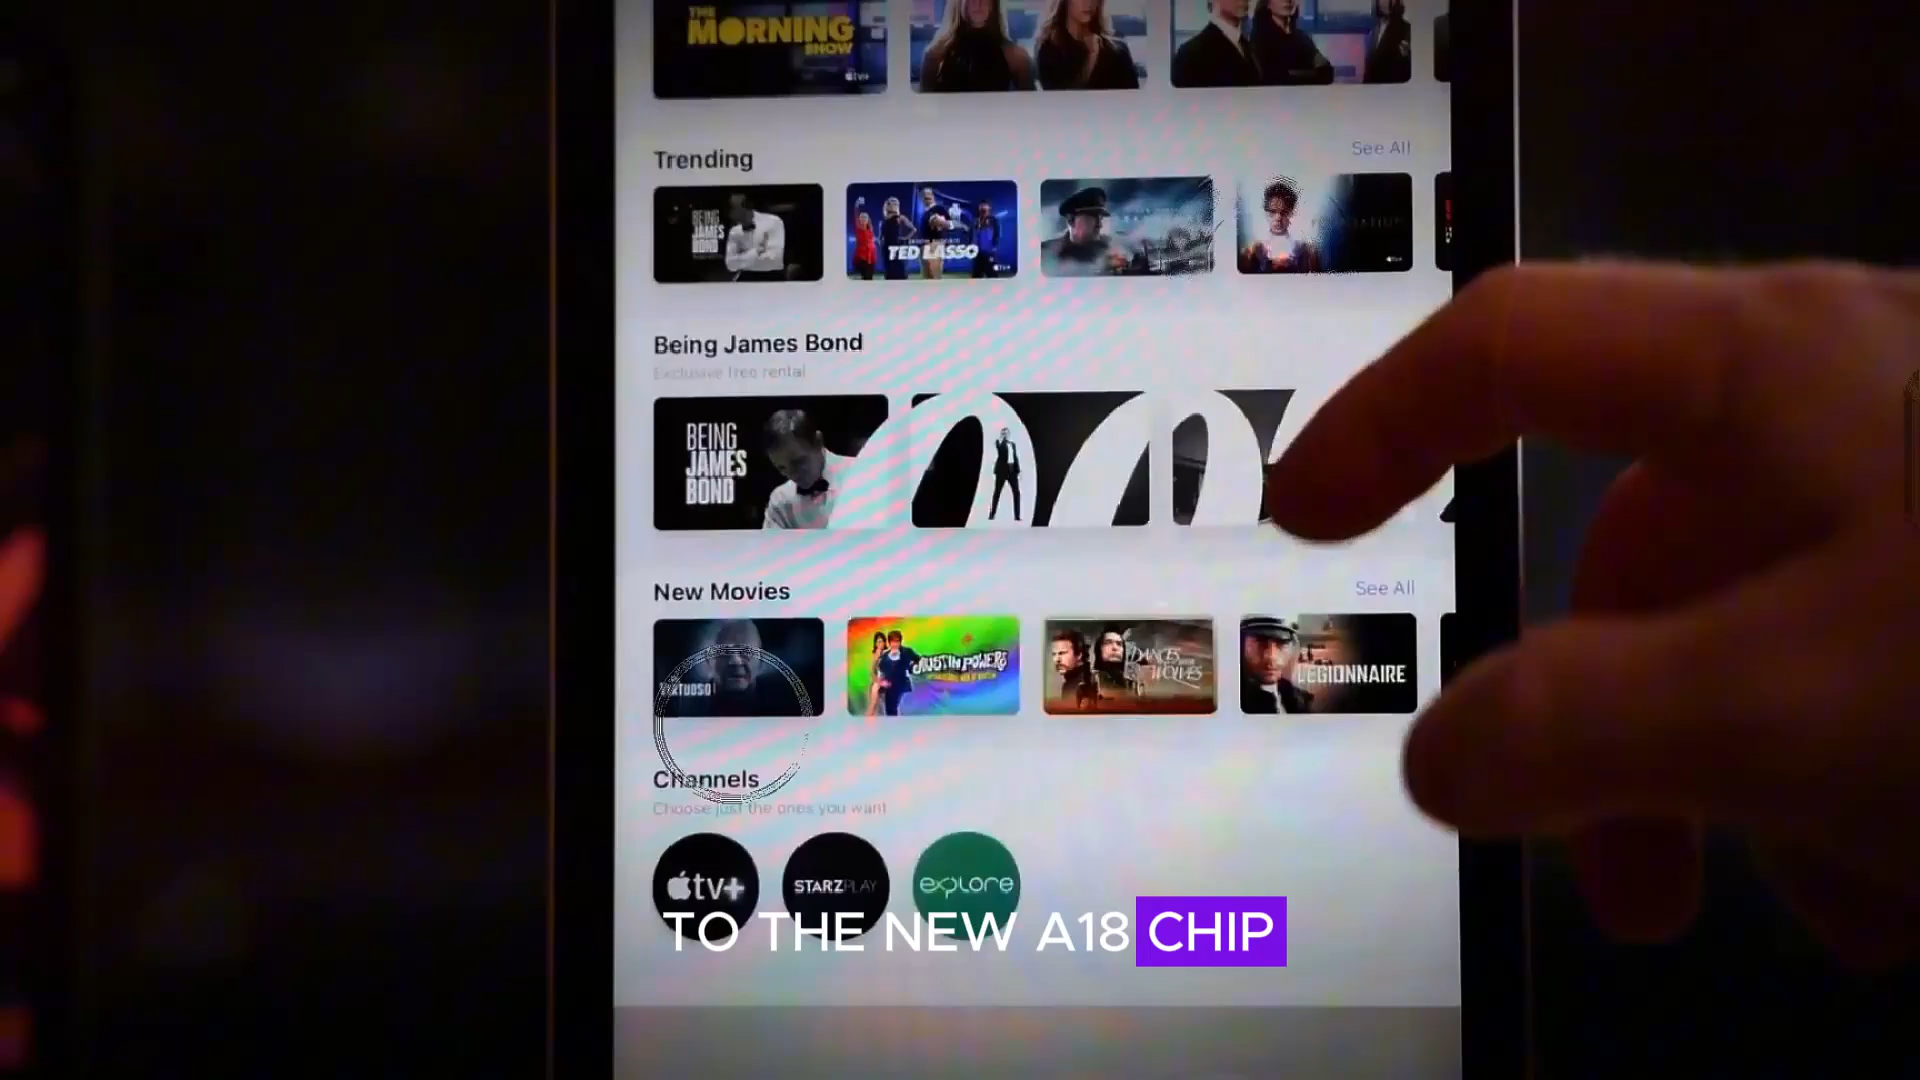 THE
MORNING
SHOW
tv+
Trending
See All
BEING
JAMES
BOND
TED LASSO
tv+
Being James Bond
Exclusive free rental
BEING
JAMES
BOND
New Movies
See All
VIRTUOSO
AUSTIN POWERS
DANCES
WITH
WOLVES
LEGIONNAIRE
Channels
Choose just the ones you want
tv+
STARZPLAY
explore
TO THE NEW A18 CHIP